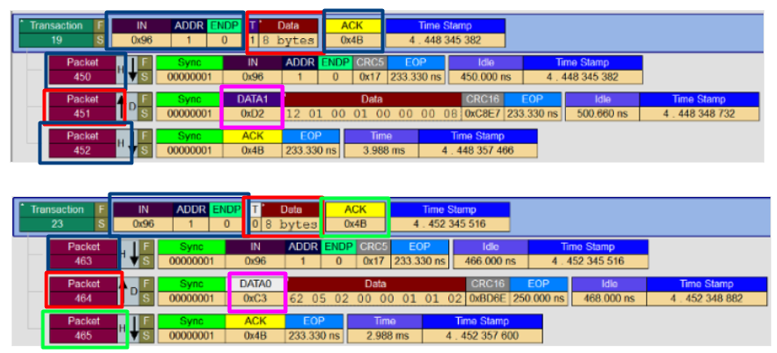 Transaction F IN ADDR ENDP T Data ACK Time Stamp
19 S 0x96 1 0 1 8 bytes 0x4B 4 . 448 345 382
Packet H F Sync IN ADDR ENDP CRC5 EOP Idle Time Stamp
450 S 00000001 0x96 1 0 0x17 233.330 ns 450.000 ns 4 . 448 345 382
Packet D F Sync DATA1 Data CRC16 EOP Idle Time Stamp
451 S 00000001 0xD2 12 01 00 01 00 00 00 08 0xC8E7 233.330 ns 500.660 ns 4 . 448 348 732
Packet H F Sync ACK EOP Time Time Stamp
452 S 00000001 0x4B 233.330 ns 3.988 ms 4 . 448 357 466
Transaction F IN ADDR ENDP T Data ACK Time Stamp
23 S 0x96 1 0 0 8 bytes 0x4B 4 . 452 345 516
Packet H F Sync IN ADDR ENDP CRC5 EOP Idle Time Stamp
463 S 00000001 0x96 1 0 0x17 233.330 ns 466.000 ns 4 . 452 345 516
Packet D F Sync DATA0 Data CRC16 EOP Idle Time Stamp
464 S 00000001 0xC3 62 05 02 00 00 01 01 02 0xBD6E 250.000 ns 468.000 ns 4 . 452 348 882
Packet H F Sync ACK EOP Time Time Stamp
465 S 00000001 0x4B 233.330 ns 2.988 ms 4 . 452 357 600